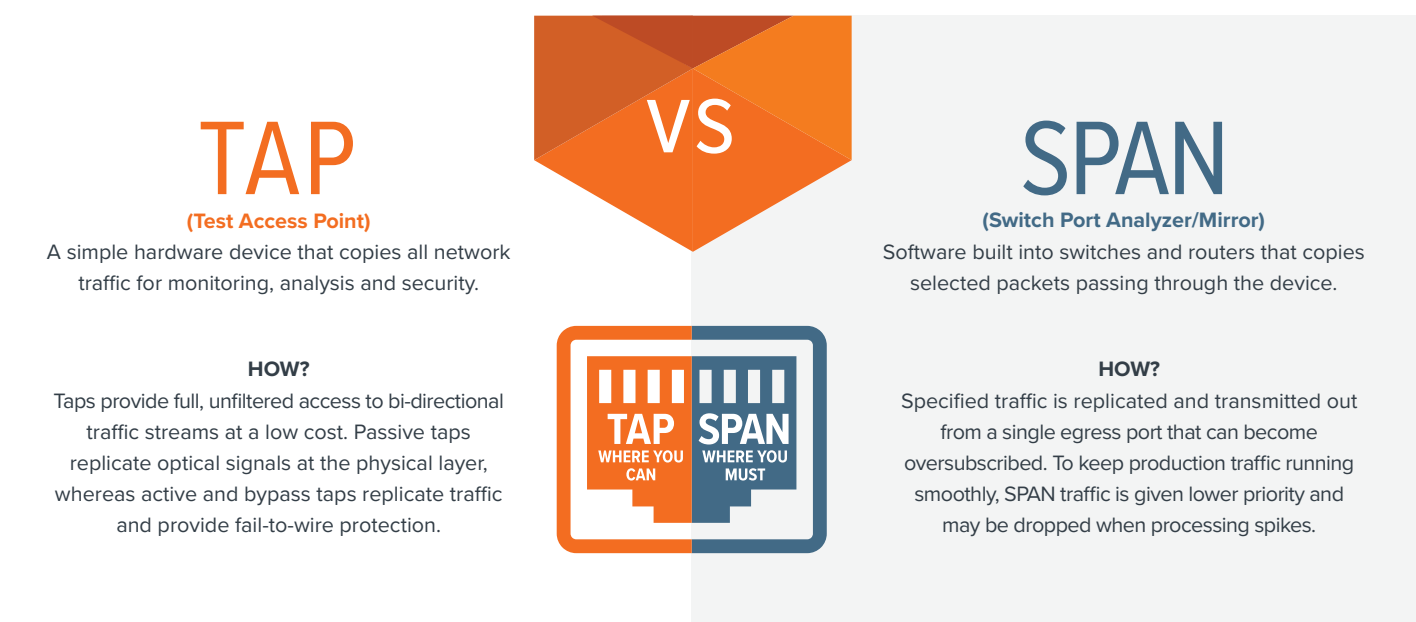 VS
TAP
(Test Access Point)
A simple hardware device that copies all network
traffic for monitoring, analysis and security.
HOW?
Taps provide full, unfiltered access to bi-directional
traffic streams at a low cost. Passive taps
replicate optical signals at the physical layer,
whereas active and bypass taps replicate traffic
and provide fail-to-wire protection.
TAP
WHERE YOU
CAN
SPAN
WHERE YOU
MUST
SPAN
(Switch Port Analyzer/Mirror)
Software built into switches and routers that copies
selected packets passing through the device.
HOW?
Specified traffic is replicated and transmitted out
from a single egress port that can become
oversubscribed. To keep production traffic running
smoothly, SPAN traffic is given lower priority and
may be dropped when processing spikes.